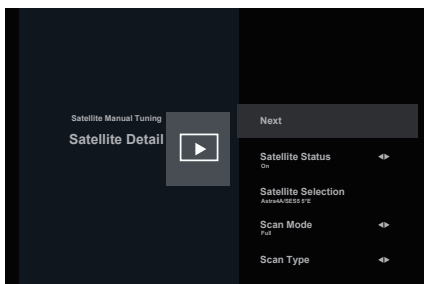 Satellite Manual Tuning
Satellite Detail
Next
Satellite Status
On
Satellite Selection
Astra4A/SES5 5°E
Scan Mode
Full
Scan Type